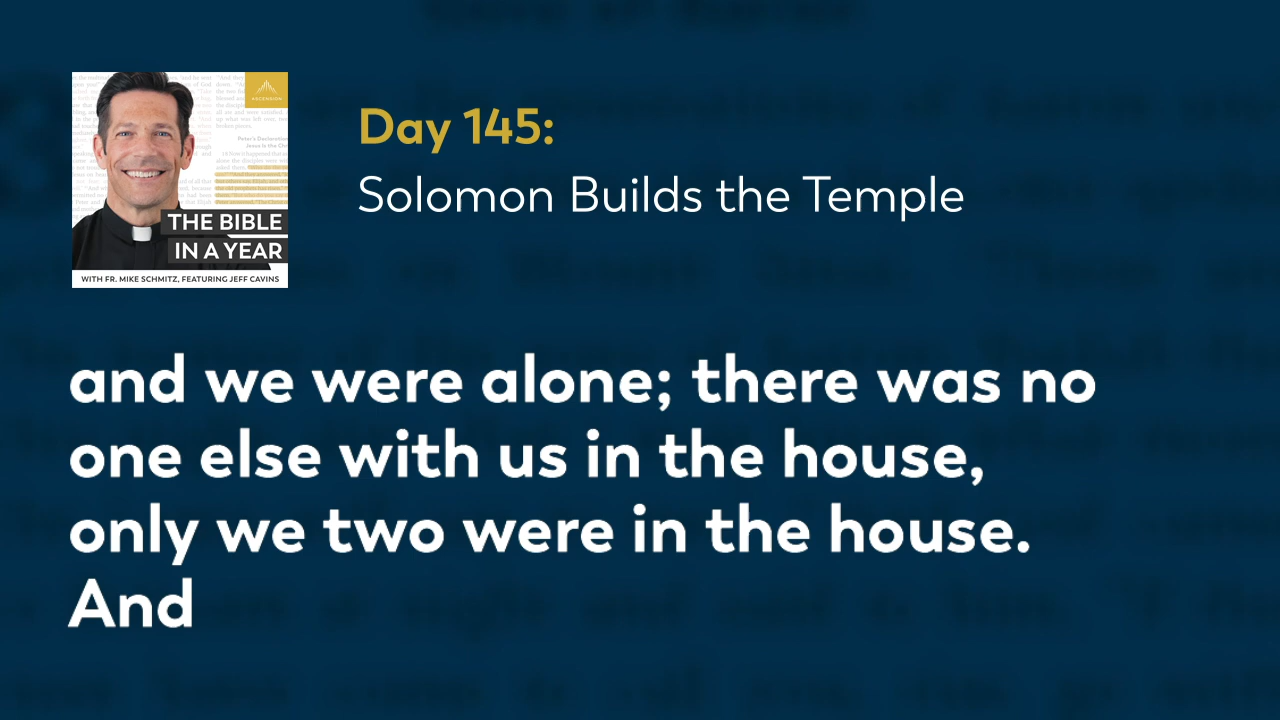 ASCENSION
THE BIBLE
IN A YEAR
WITH FR. MIKE SCHMITZ, FEATURING JEFF CAVINS
Day 145:
Solomon Builds the Temple
and we were alone; there was no
one else with us in the house,
only we two were in the house.
And